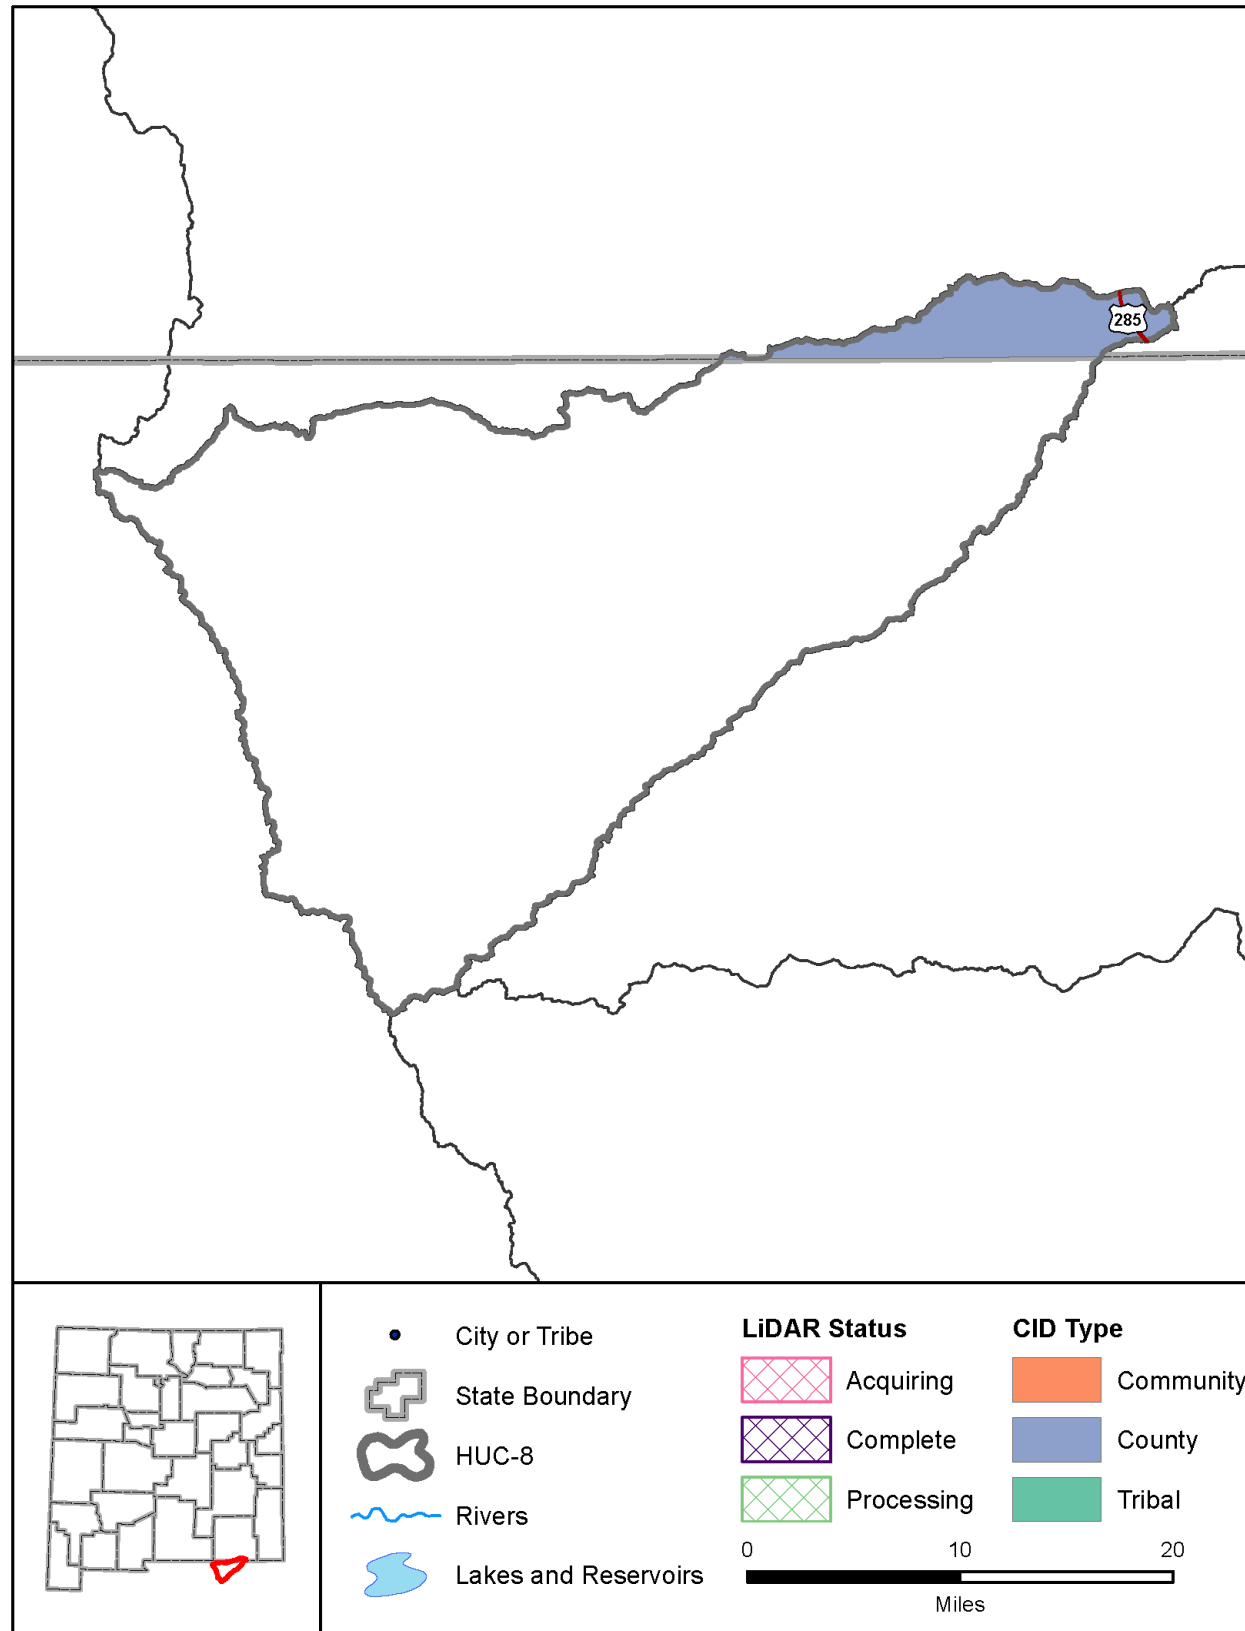 285
City or Tribe
State Boundary
HUC-8
Rivers
Lakes and Reservoirs
LiDAR Status
Acquiring
Complete
Processing
CID Type
Community
County
Tribal
0 10 20
Miles